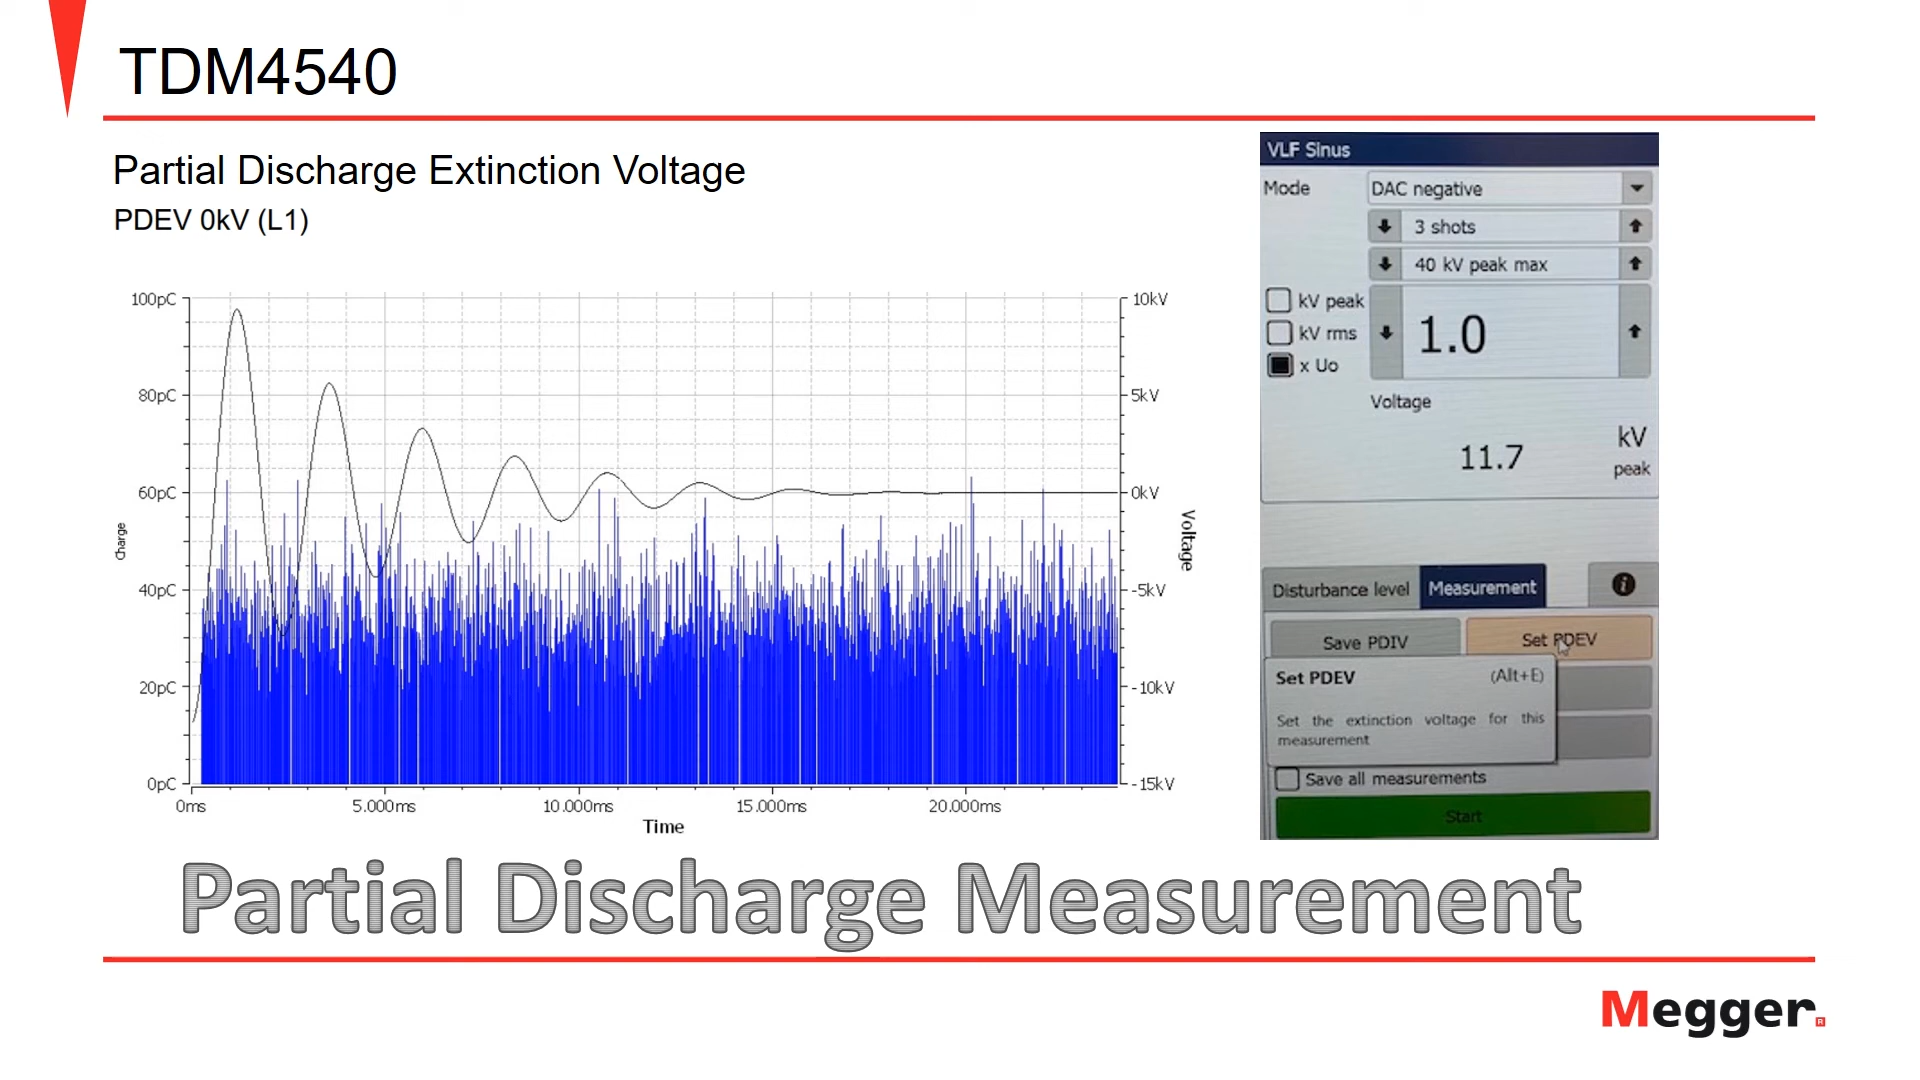 TDM4540
Partial Discharge Extinction Voltage
PDEV 0kV (L1)
100pC
80pC
60pC
40pC
20pC
0pC
Charge
10kV
5kV
0kV
-5kV
-10kV
-15kV
Voltage
0ms
5.000ms
10.000ms
15.000ms
20.000ms
Time
VLF Sinus
Mode
DAC negative
3 shots
40 kV peak max
kV peak
kV rms
x Uo
1.0
Voltage
11.7
kV
peak
Disturbance level
Measurement
i
Save PDIV
Set PDEV
Set PDEV (Alt+E)
Set the extinction voltage for this
measurement
Save all measurements
Start
Partial Discharge Measurement
Megger